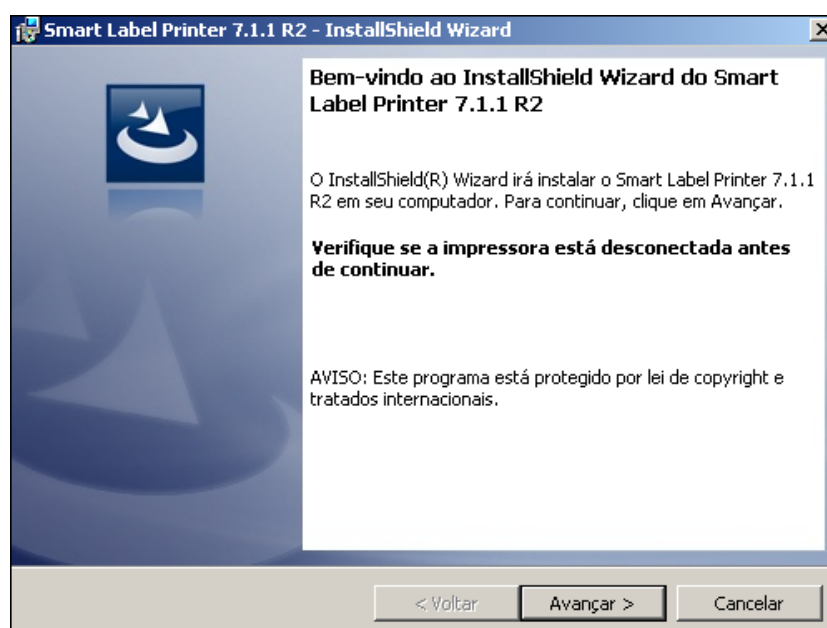 Smart Label Printer 7.1.1 R2 - InstallShield Wizard
Bem-vindo ao InstallShield Wizard do Smart
Label Printer 7.1.1 R2
O InstallShield(R) Wizard irá instalar o Smart Label Printer 7.1.1
R2 em seu computador. Para continuar, clique em Avançar.
Verifique se a impressora está desconectada antes
de continuar.
AVISO: Este programa está protegido por lei de copyright e
tratados internacionais.
< Voltar Avançar > Cancelar